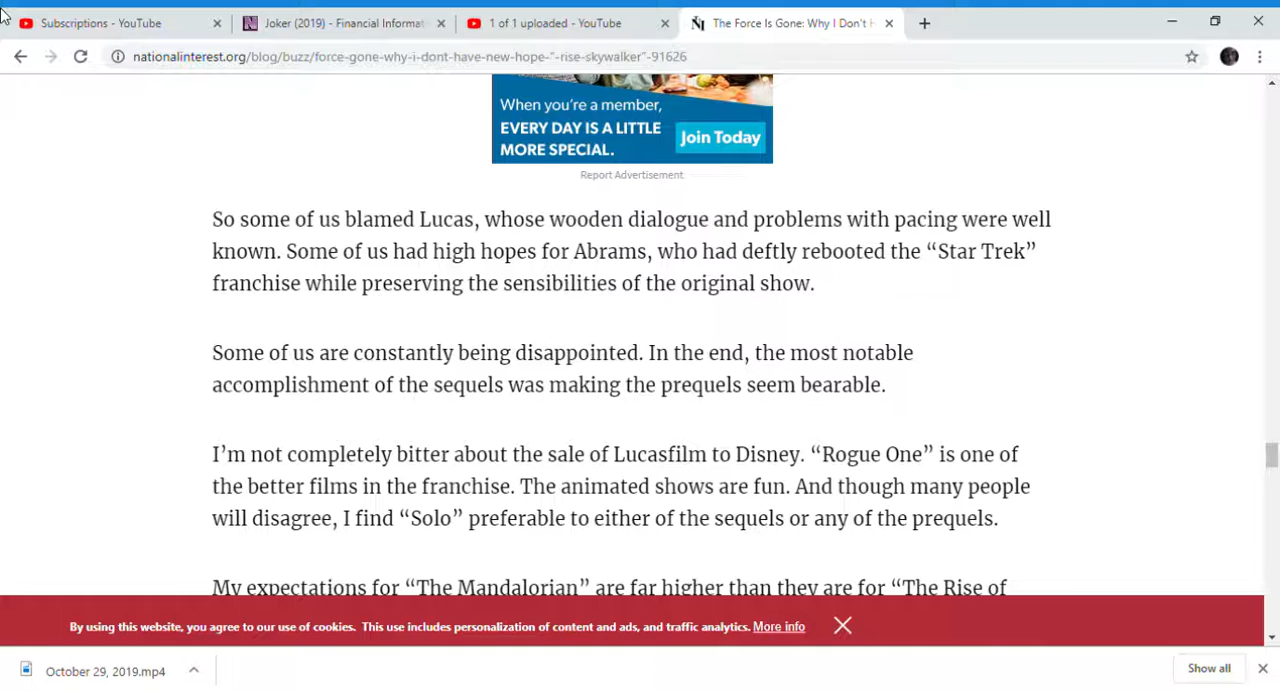 Subscriptions - YouTube
Joker (2019) - Financial Informat
1 of 1 uploaded - YouTube
The Force Is Gone: Why I Don't H
nationalinterest.org/blog/buzz/force-gone-why-i-dont-have-new-hope-“-rise-skywalker”-91626
When you're a member,
EVERY DAY IS A LITTLE
MORE SPECIAL.
Join Today
Report Advertisement
So some of us blamed Lucas, whose wooden dialogue and problems with pacing were well
known. Some of us had high hopes for Abrams, who had deftly rebooted the “Star Trek”
franchise while preserving the sensibilities of the original show.
Some of us are constantly being disappointed. In the end, the most notable
accomplishment of the sequels was making the prequels seem bearable.
I’m not completely bitter about the sale of Lucasfilm to Disney. “Rogue One” is one of
the better films in the franchise. The animated shows are fun. And though many people
will disagree, I find “Solo” preferable to either of the sequels or any of the prequels.
My expectations for “The Mandalorian” are far higher than they are for “The Rise of
By using this website, you agree to our use of cookies. This use includes personalization of content and ads, and traffic analytics. More info
October 29, 2019.mp4
Show all